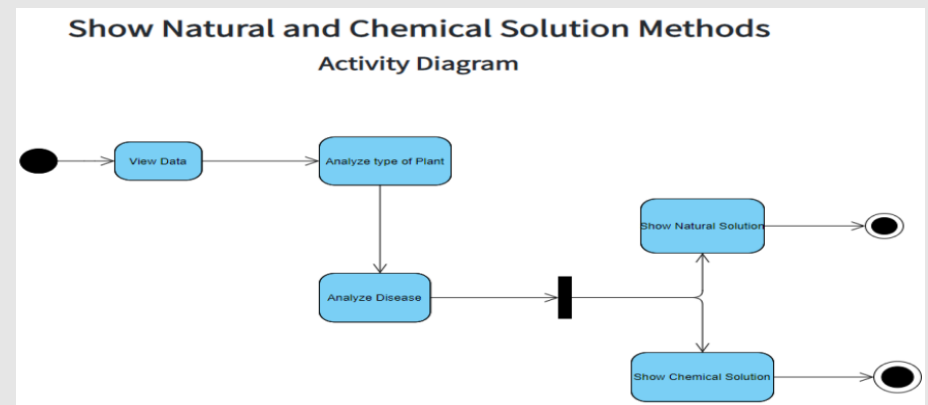 Show Natural and Chemical Solution Methods
Activity Diagram
View Data
Analyze type of Plant
Show Natural Solution
Analyze Disease
Show Chemical Solution